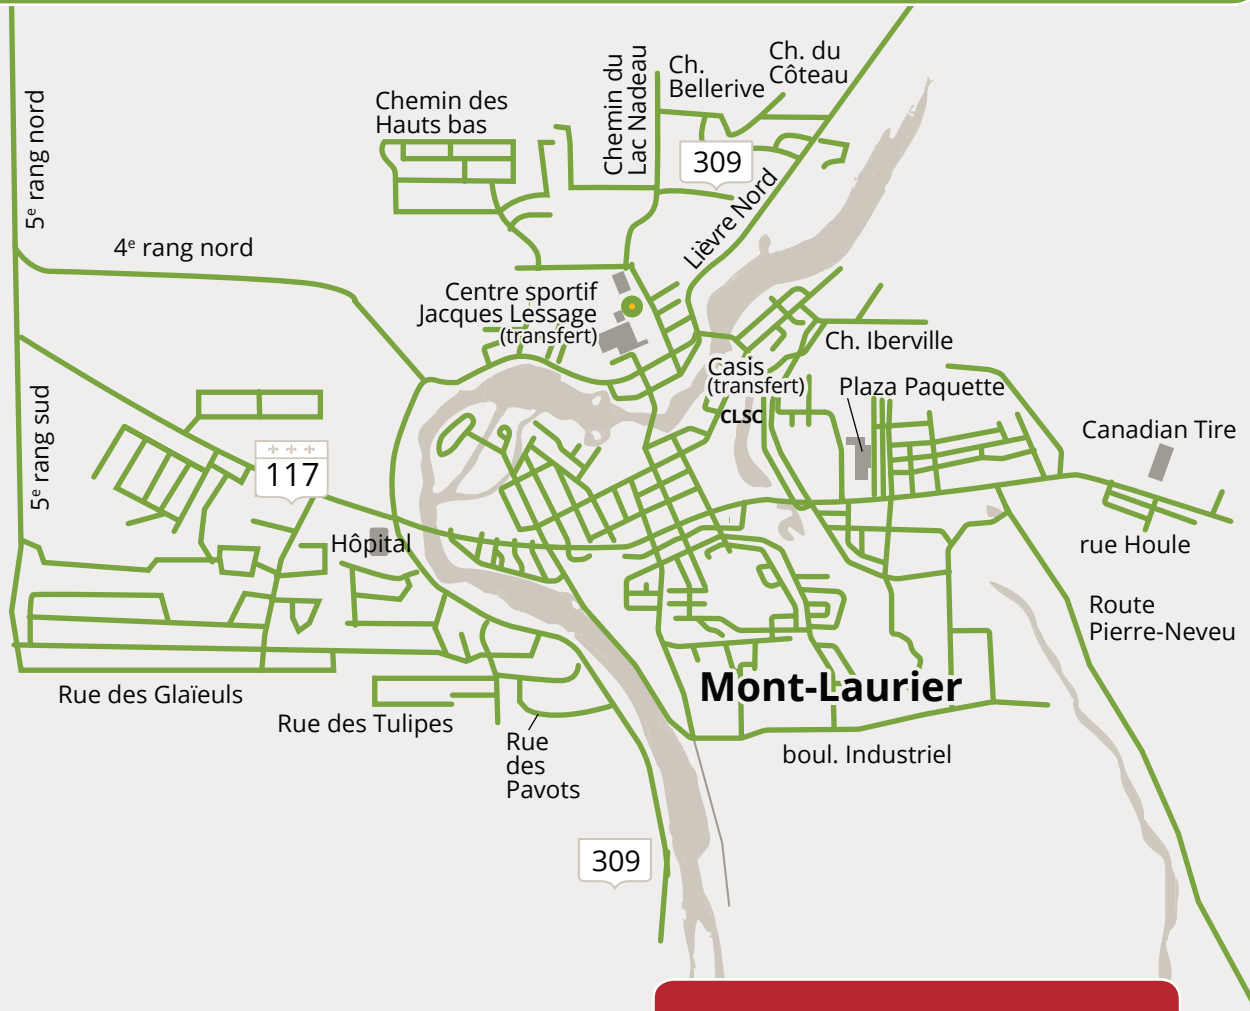 Ch. du
Côteau
Ch.
Bellerive
Chemin du
Lac Nadeau
Chemin des
Hauts bas
5e rang nord
309
Lièvre Nord
4e rang nord
Centre sportif
Jacques Lessage
(transfert)
Ch. Iberville
Casis
(transfert)
CLSC
Plaza Paquette
Canadian Tire
5e rang sud
117
Hôpital
rue Houle
Route
Pierre-Neveu
Mont-Laurier
Rue des Glaïeuls
Rue des Tulipes
Rue
des
Pavots
boul. Industriel
309